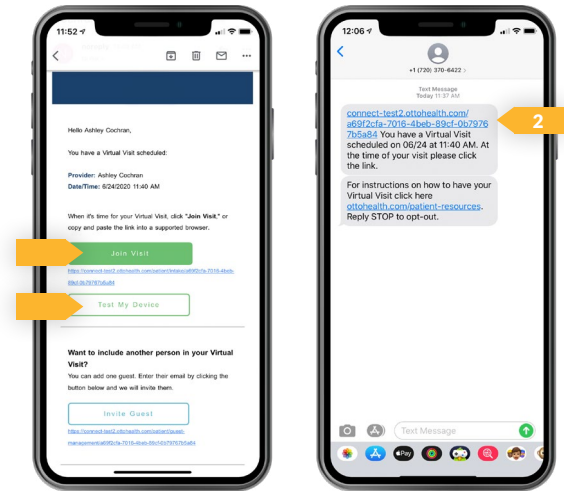 11:52
Hello Ashley Cochran,
You have a Virtual Visit scheduled:
Provider: Ashley Cochran
Date/Time: 6/24/2020 11:40 AM
When it's time for your Virtual Visit, click "Join Visit," or
copy and paste the link into a supported browser.
Join Visit
Test My Device
Want to include another person in your Virtual
Visit?
You can add one guest. Enter their email by clicking the
button below and we will invite them.
Invite Guest
12:06
+1 (720) 370-6422
Text Message
Today 11:37 AM
connect-test2.ottohealth.com/
a69f2cfa-7016-4beb-89cf-0b7976
7b5a84 You have a Virtual Visit
scheduled on 06/24 at 11:40 AM. At
the time of your visit please click
the link.
2
For instructions on how to have your
Virtual Visit click here
ottohealth.com/patient-resources.
Reply STOP to opt-out.
Text Message
Pay